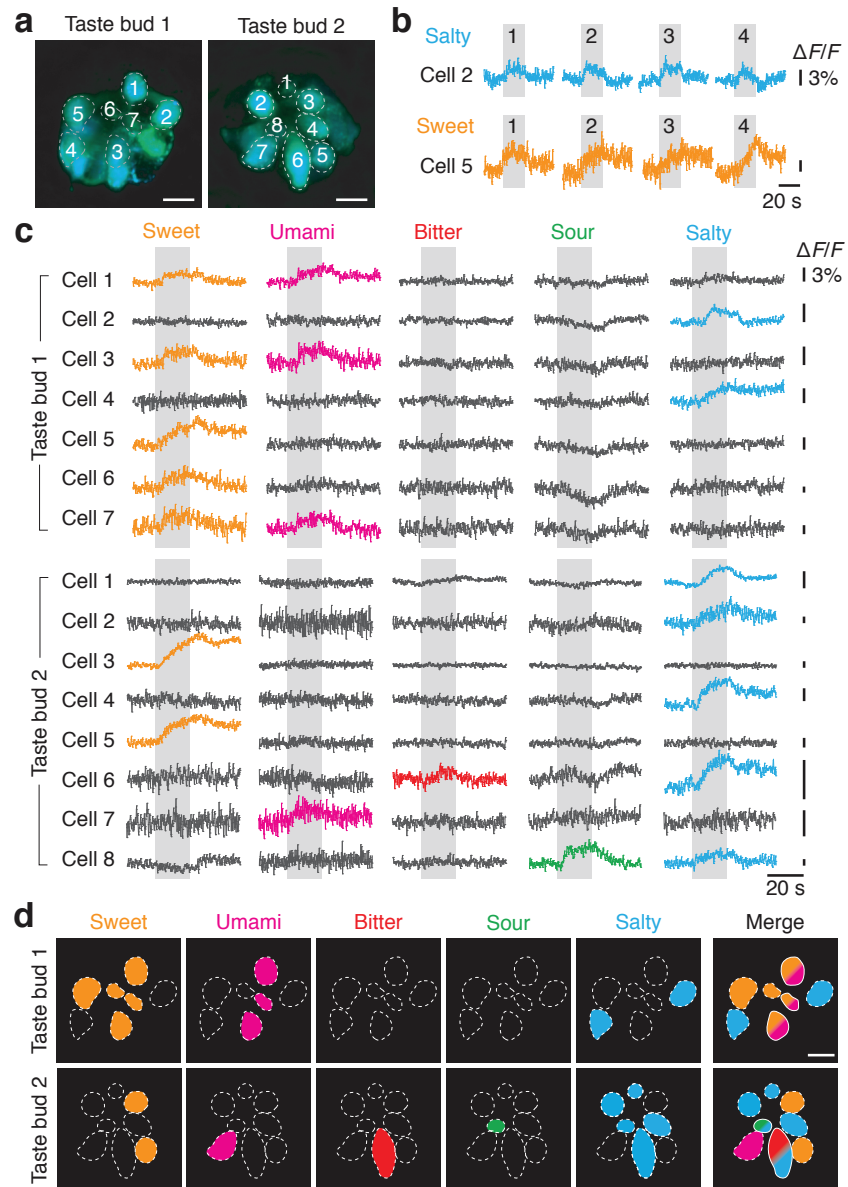 a
Taste bud 1
Taste bud 2
1
2
3
4
5
6
7
1
2
3
4
5
6
7
8
b
Salty
1
2
3
4
ΔF/F
Cell 2
3%
Sweet
1
2
3
4
Cell 5
20 s
c
Sweet
Umami
Bitter
Sour
Salty
ΔF/F
3%
Taste bud 1
Cell 1
Cell 2
Cell 3
Cell 4
Cell 5
Cell 6
Cell 7
Taste bud 2
Cell 1
Cell 2
Cell 3
Cell 4
Cell 5
Cell 6
Cell 7
Cell 8
20 s
d
Sweet
Umami
Bitter
Sour
Salty
Merge
Taste bud 1
Taste bud 2